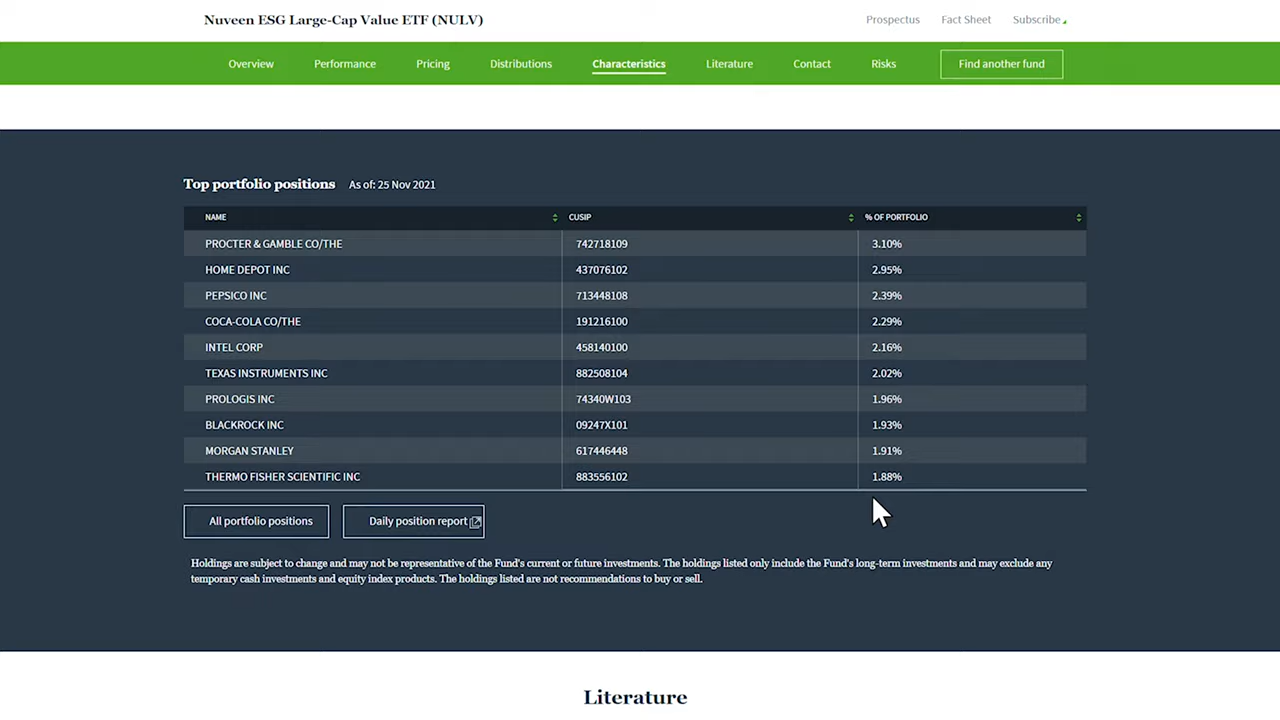 Nuveen ESG Large-Cap Value ETF (NULV)
Prospectus Fact Sheet Subscribe
Overview Performance Pricing Distributions Characteristics Literature Contact Risks Find another fund
Top portfolio positions As of: 25 Nov 2021
NAME CUSIP % OF PORTFOLIO
PROCTER & GAMBLE CO/THE 742718109 3.10%
HOME DEPOT INC 437076102 2.95%
PEPSICO INC 713448108 2.39%
COCA-COLA CO/THE 191216100 2.29%
INTEL CORP 458140100 2.16%
TEXAS INSTRUMENTS INC 882508104 2.02%
PROLOGIS INC 74340W103 1.96%
BLACKROCK INC 09247X101 1.93%
MORGAN STANLEY 617446448 1.91%
THERMO FISHER SCIENTIFIC INC 883556102 1.88%
All portfolio positions Daily position report
Holdings are subject to change and may not be representative of the Fund's current or future investments. The holdings listed only include the Fund's long-term investments and may exclude any
temporary cash investments and equity index products. The holdings listed are not recommendations to buy or sell.
Literature